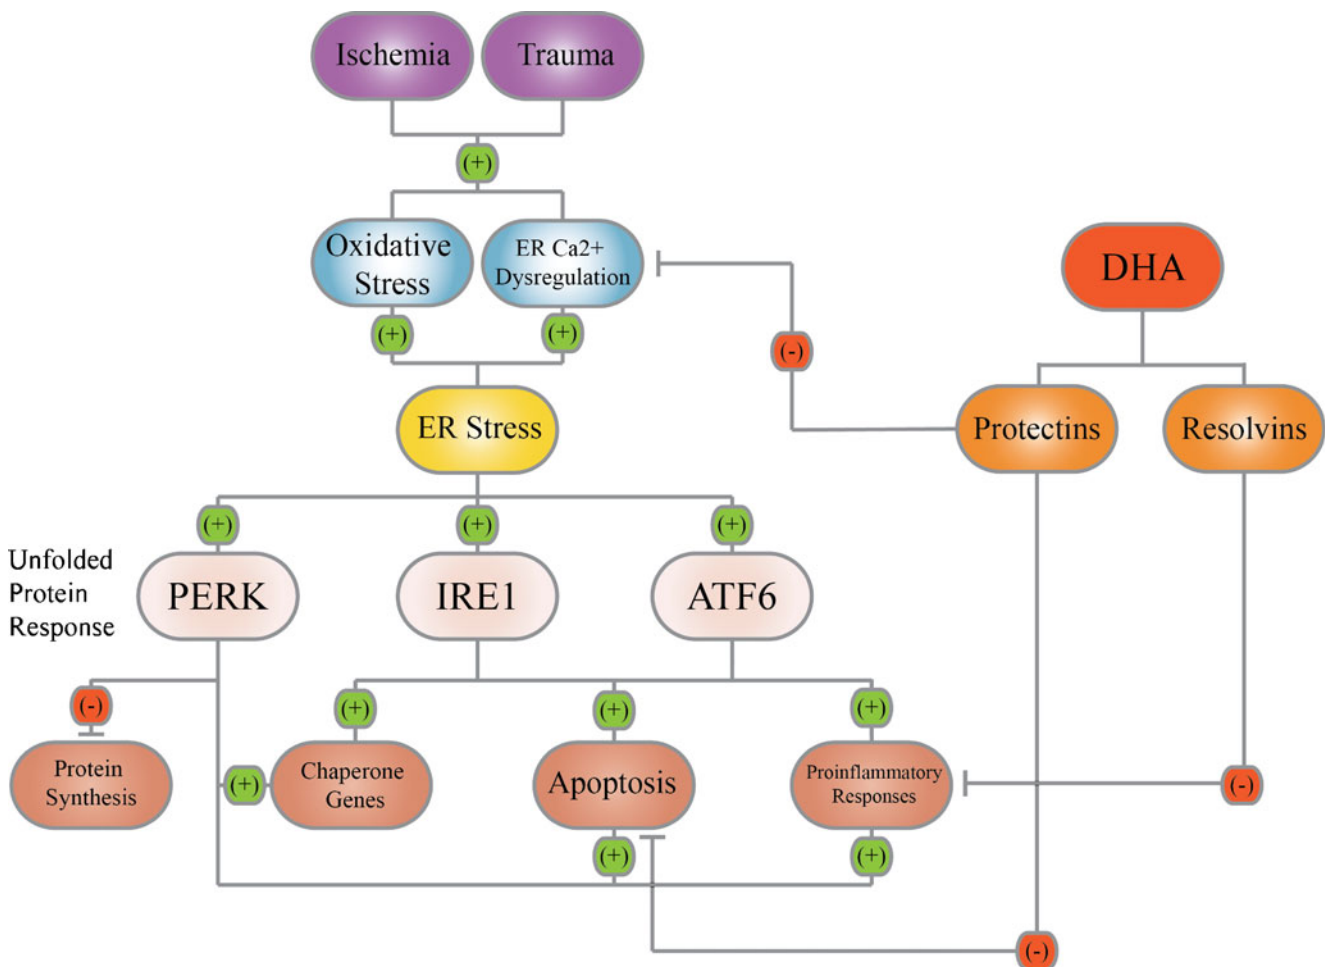 Ischemia
Trauma
(+)
Oxidative
Stress
ER Ca2+
Dysregulation
DHA
(+)
(+)
(-)
ER Stress
Protectins
Resolvins
(+)
(+)
(+)
Unfolded
Protein
Response
PERK
IRE1
ATF6
(-)
(+)
(+)
(+)
Protein
Synthesis
(+)
Chaperone
Genes
Apoptosis
Proinflammatory
Responses
(-)
(+)
(+)
(-)